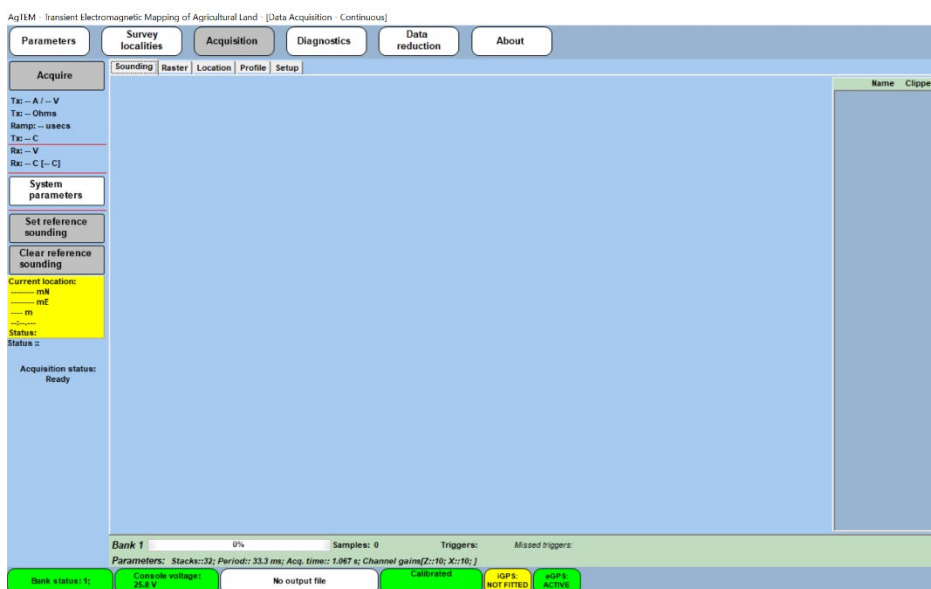 AgTEM - Transient Electromagnetic Mapping of Agricultural Land - [Data Acquisition - Continuous]
Parameters
Survey
localities
Acquisition
Diagnostics
Data
reduction
About
Acquire
Sounding Raster Location Profile Setup
Name Clippe
Tx: -- A / -- V
Tx: -- Ohms
Ramp: -- usecs
Tx: -- C
Rx: -- V
Rx: -- C [-- C]
System
parameters
Set reference
sounding
Clear reference
sounding
Current location:
-------- mN
-------- mE
---- m
--:--.---
Status:
Status =
Acquisition status:
Ready
Bank 1 0% Samples: 0 Triggers: Missed triggers:
Parameters: Stacks::32; Period:: 33.3 ms; Acq. time:: 1.067 s; Channel gains[Z::10; X::10; ]
Bank status: 1;
Console voltage:
25.8 V
No output file
Calibrated
iGPS:
NOT FITTED
eGPS:
ACTIVE